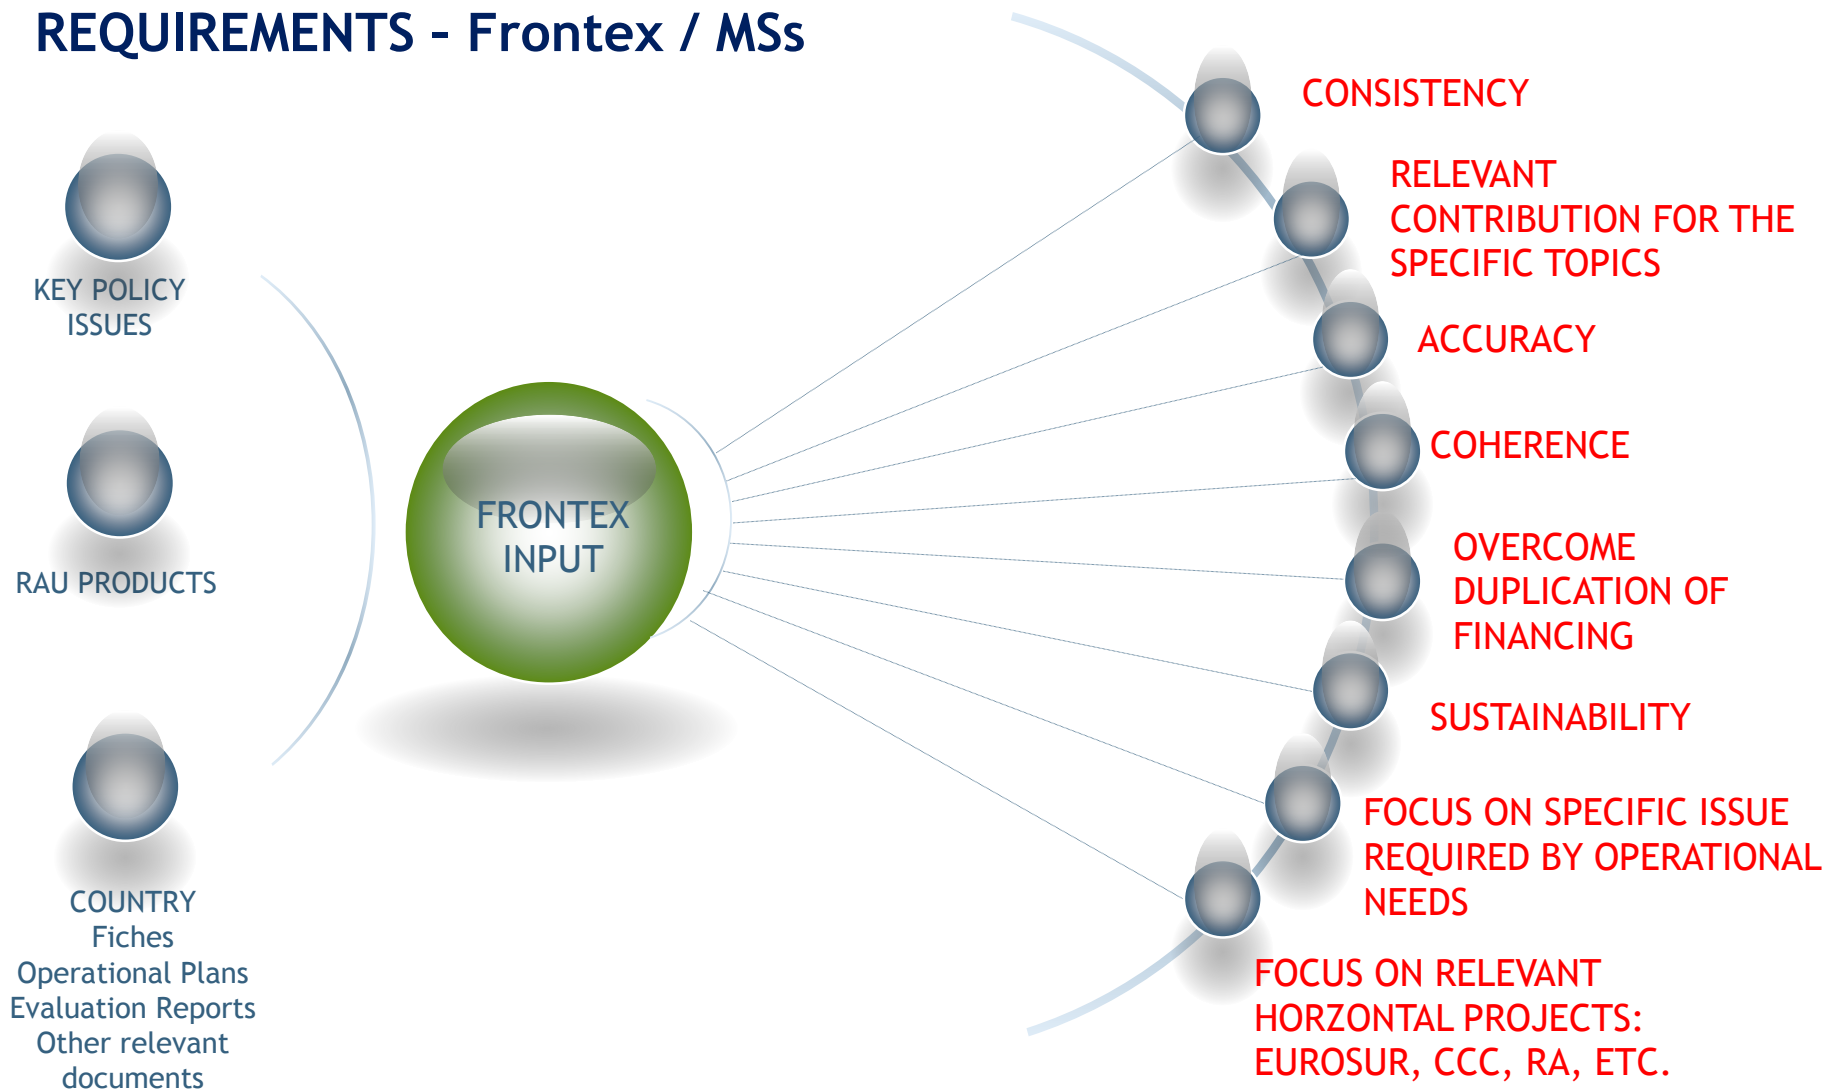 REQUIREMENTS – Frontex / MSs
KEY POLICY
ISSUES
RAU PRODUCTS
COUNTRY
Fiches
Operational Plans
Evaluation Reports
Other relevant
documents
FRONTEX
INPUT
CONSISTENCY
RELEVANT
CONTRIBUTION FOR THE
SPECIFIC TOPICS
ACCURACY
COHERENCE
OVERCOME
DUPLICATION OF
FINANCING
SUSTAINABILITY
FOCUS ON SPECIFIC ISSUE
REQUIRED BY OPERATIONAL
NEEDS
FOCUS ON RELEVANT
HORZONTAL PROJECTS:
EUROSUR, CCC, RA, ETC.